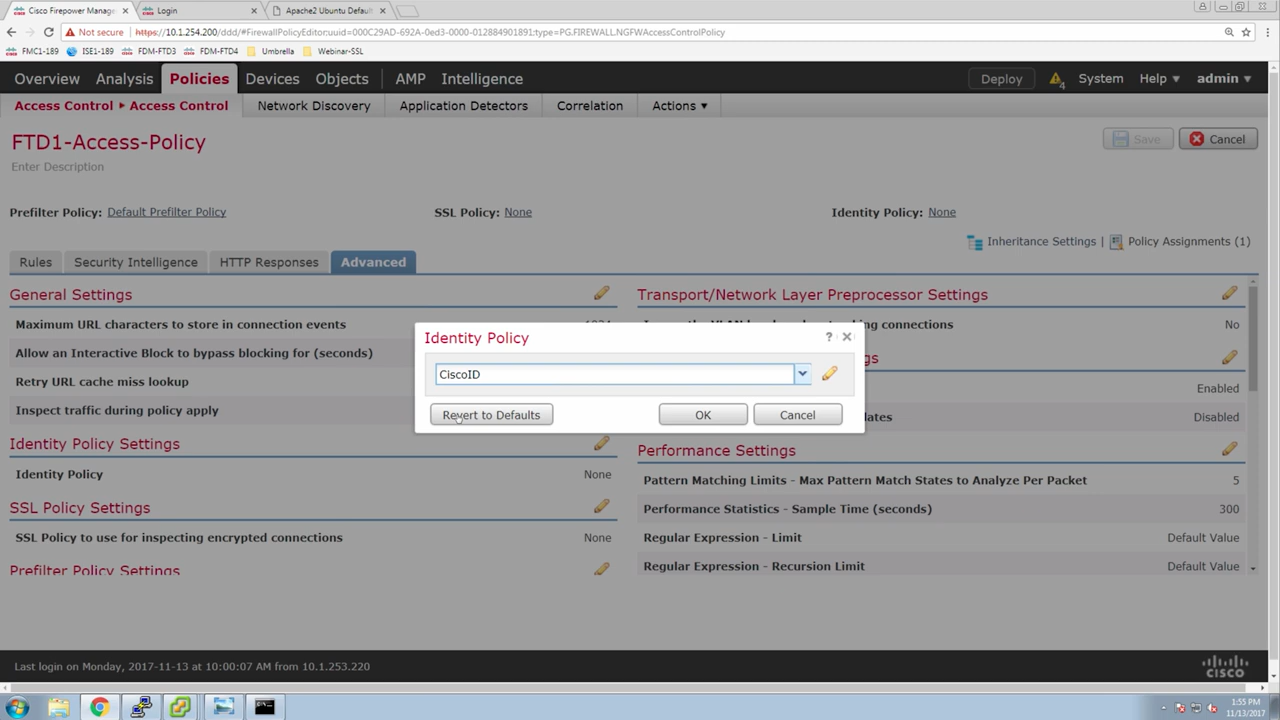 Cisco Firepower Manage
Login
Apache2 Ubuntu Default
Not secure https://10.1.254.200/ddd/#FirewallPolicyEditor:uuid=000C29AD-692A-0ed3-0000-012884901891;type=PG.FIREWALL.NGFWAccessControlPolicy
FMC1-189 ISE1-189 FDM-FTD3 FDM-FTD4 Umbrella Webinar-SSL
Overview Analysis Policies Devices Objects AMP Intelligence Deploy 4 System Help admin
Access Control Access Control Network Discovery Application Detectors Correlation Actions
FTD1-Access-Policy
Save Cancel
Enter Description
Prefilter Policy: Default Prefilter Policy SSL Policy: None Identity Policy: None
Inheritance Settings | Policy Assignments (1)
Rules Security Intelligence HTTP Responses Advanced
General Settings
Maximum URL characters to store in connection events
Allow an Interactive Block to bypass blocking for (seconds)
Retry URL cache miss lookup
Inspect traffic during policy apply
Identity Policy Settings
Identity Policy None
SSL Policy Settings
SSL Policy to use for inspecting encrypted connections None
Prefilter Policy Settings
Transport/Network Layer Preprocessor Settings
connections No
Enabled
Disabled
Performance Settings
Pattern Matching Limits - Max Pattern Match States to Analyze Per Packet 5
Performance Statistics - Sample Time (seconds) 300
Regular Expression - Limit Default Value
Regular Expression - Recursion Limit Default Value
Identity Policy
?
CiscoID
Revert to Defaults OK Cancel
Last login on Monday, 2017-11-13 at 10:00:07 AM from 10.1.253.220
CISCO
1:55 PM
11/13/2017